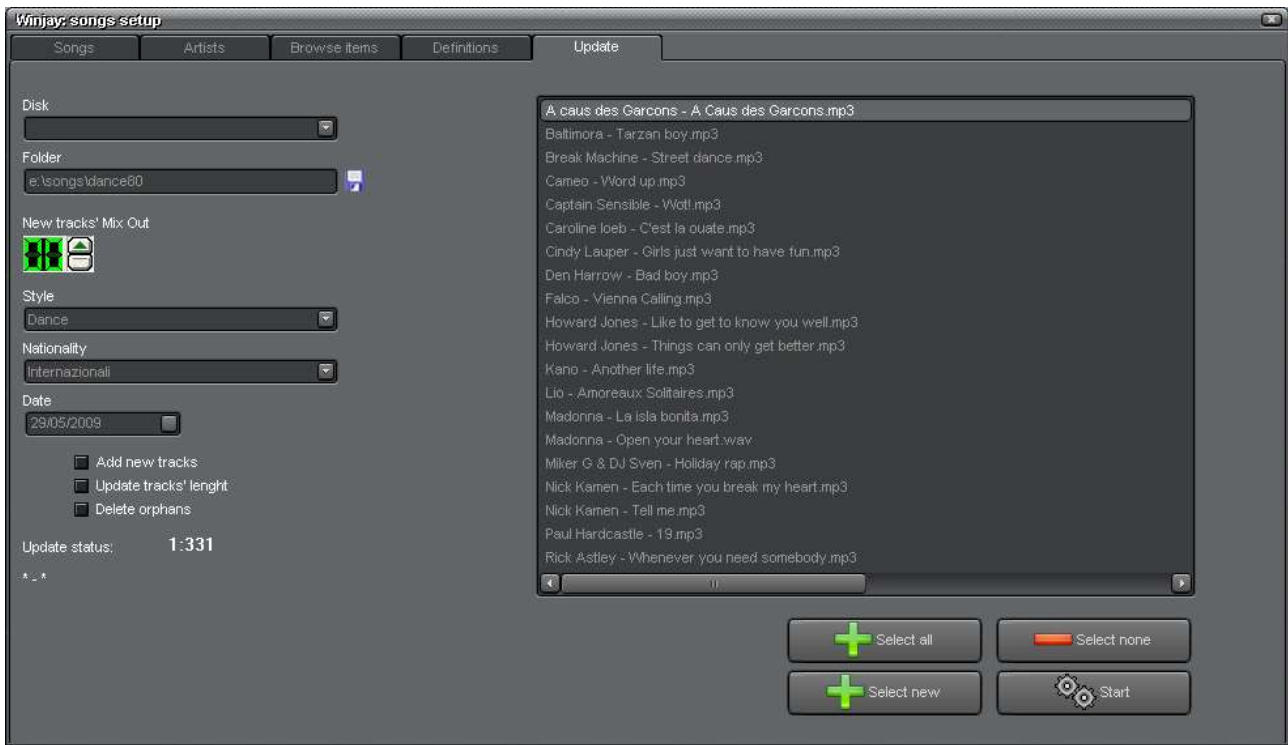 Winjay: songs setup
Songs Artists Browse items Definitions Update
Disk
Folder
e:\songs\dance80
New tracks' Mix Out
Style
Dance
Nationality
Internazionali
Date
29/05/2009
Add new tracks
Update tracks' lenght
Delete orphans
Update status: 1:331
* - *
A caus des Garcons - A Caus des Garcons.mp3
Baltimora - Tarzan boy.mp3
Break Machine - Street dance.mp3
Cameo - Word up.mp3
Captain Sensible - Wot!.mp3
Caroline loeb - C'est la ouate.mp3
Cindy Lauper - Girls just want to have fun.mp3
Den Harrow - Bad boy.mp3
Falco - Vienna Calling.mp3
Howard Jones - Like to get to know you well.mp3
Howard Jones - Things can only get better.mp3
Kano - Another life.mp3
Lio - Amoreaux Solitaires.mp3
Madonna - La isla bonita.mp3
Madonna - Open your heart.wav
Miker G & DJ Sven - Holiday rap.mp3
Nick Kamen - Each time you break my heart.mp3
Nick Kamen - Tell me.mp3
Paul Hardcastle - 19.mp3
Rick Astley - Whenever you need somebody.mp3
Select all Select none
Select new Start